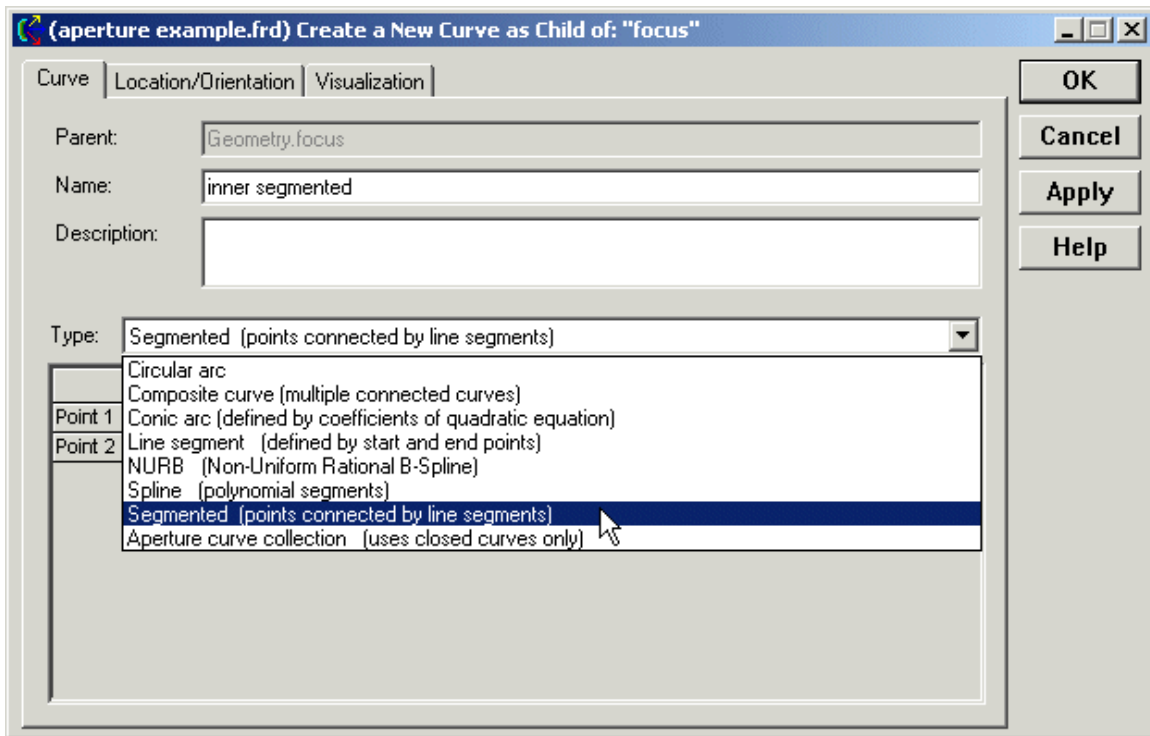 (aperture example.frd) Create a New Curve as Child of: "focus"
Curve
Location/Orientation
Visualization
OK
Cancel
Apply
Help
Parent:
Geometry.focus
Name:
inner segmented
Description:
Type:
Segmented (points connected by line segments)
Circular arc
Composite curve (multiple connected curves)
Point 1
Conic arc (defined by coefficients of quadratic equation)
Point 2
Line segment (defined by start and end points)
NURB (Non-Uniform Rational B-Spline)
Spline (polynomial segments)
Segmented (points connected by line segments)
Aperture curve collection (uses closed curves only)